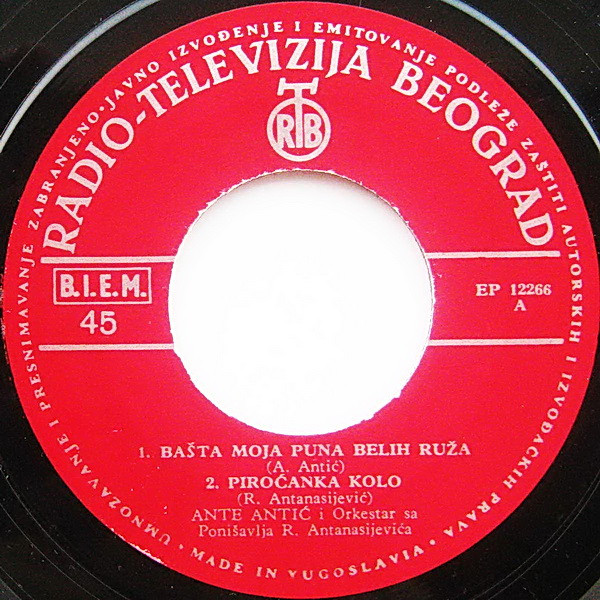 UMNOŽAVANJE I PRESNIMAVANJE ZABRANJENO • JAVNO IZVOĐENJE I EMITOVANJE PODLEŽE ZAŠTITI AUTORSKIH I IZVOĐAČKIH PRAVA •
RADIO-TELEVIZIJA BEOGRAD
RTB
B.I.E.M.
45
EP 12266
A
1. BAŠTA MOJA PUNA BELIH RUŽA
(A. Antić)
2. PIROĆANKA KOLO
(R. Antanasijević)
ANTE ANTIĆ i Orkestar sa
Ponišavlja R. Antanasijevića
• MADE IN YUGOSLAVIA •